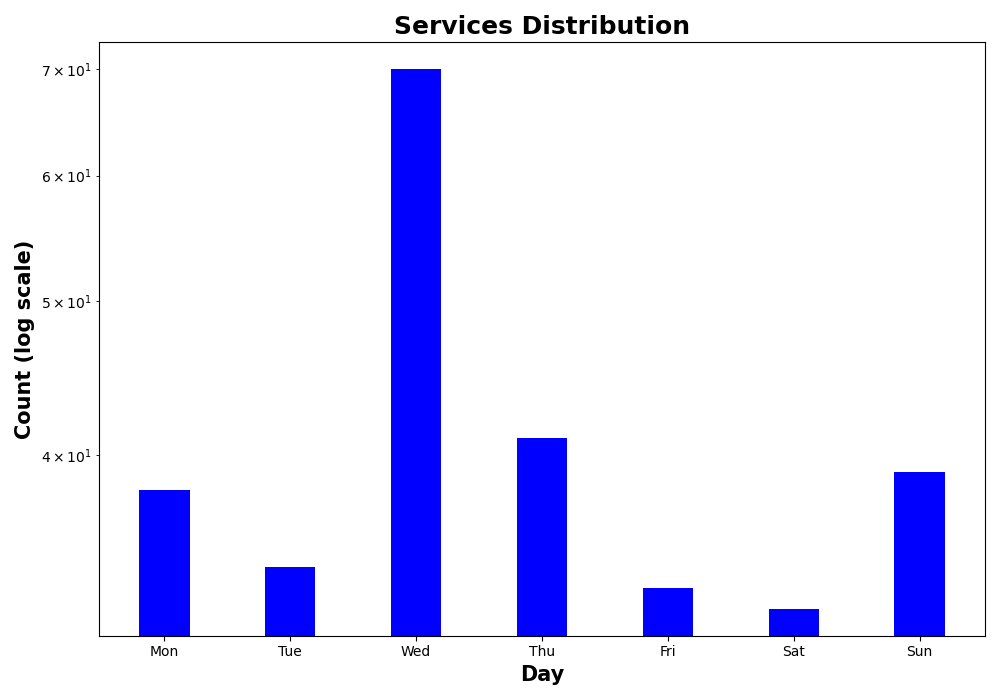 Services Distribution
Count (log scale)
7 × 10¹
6 × 10¹
5 × 10¹
4 × 10¹
Mon Tue Wed Thu Fri Sat Sun
Day